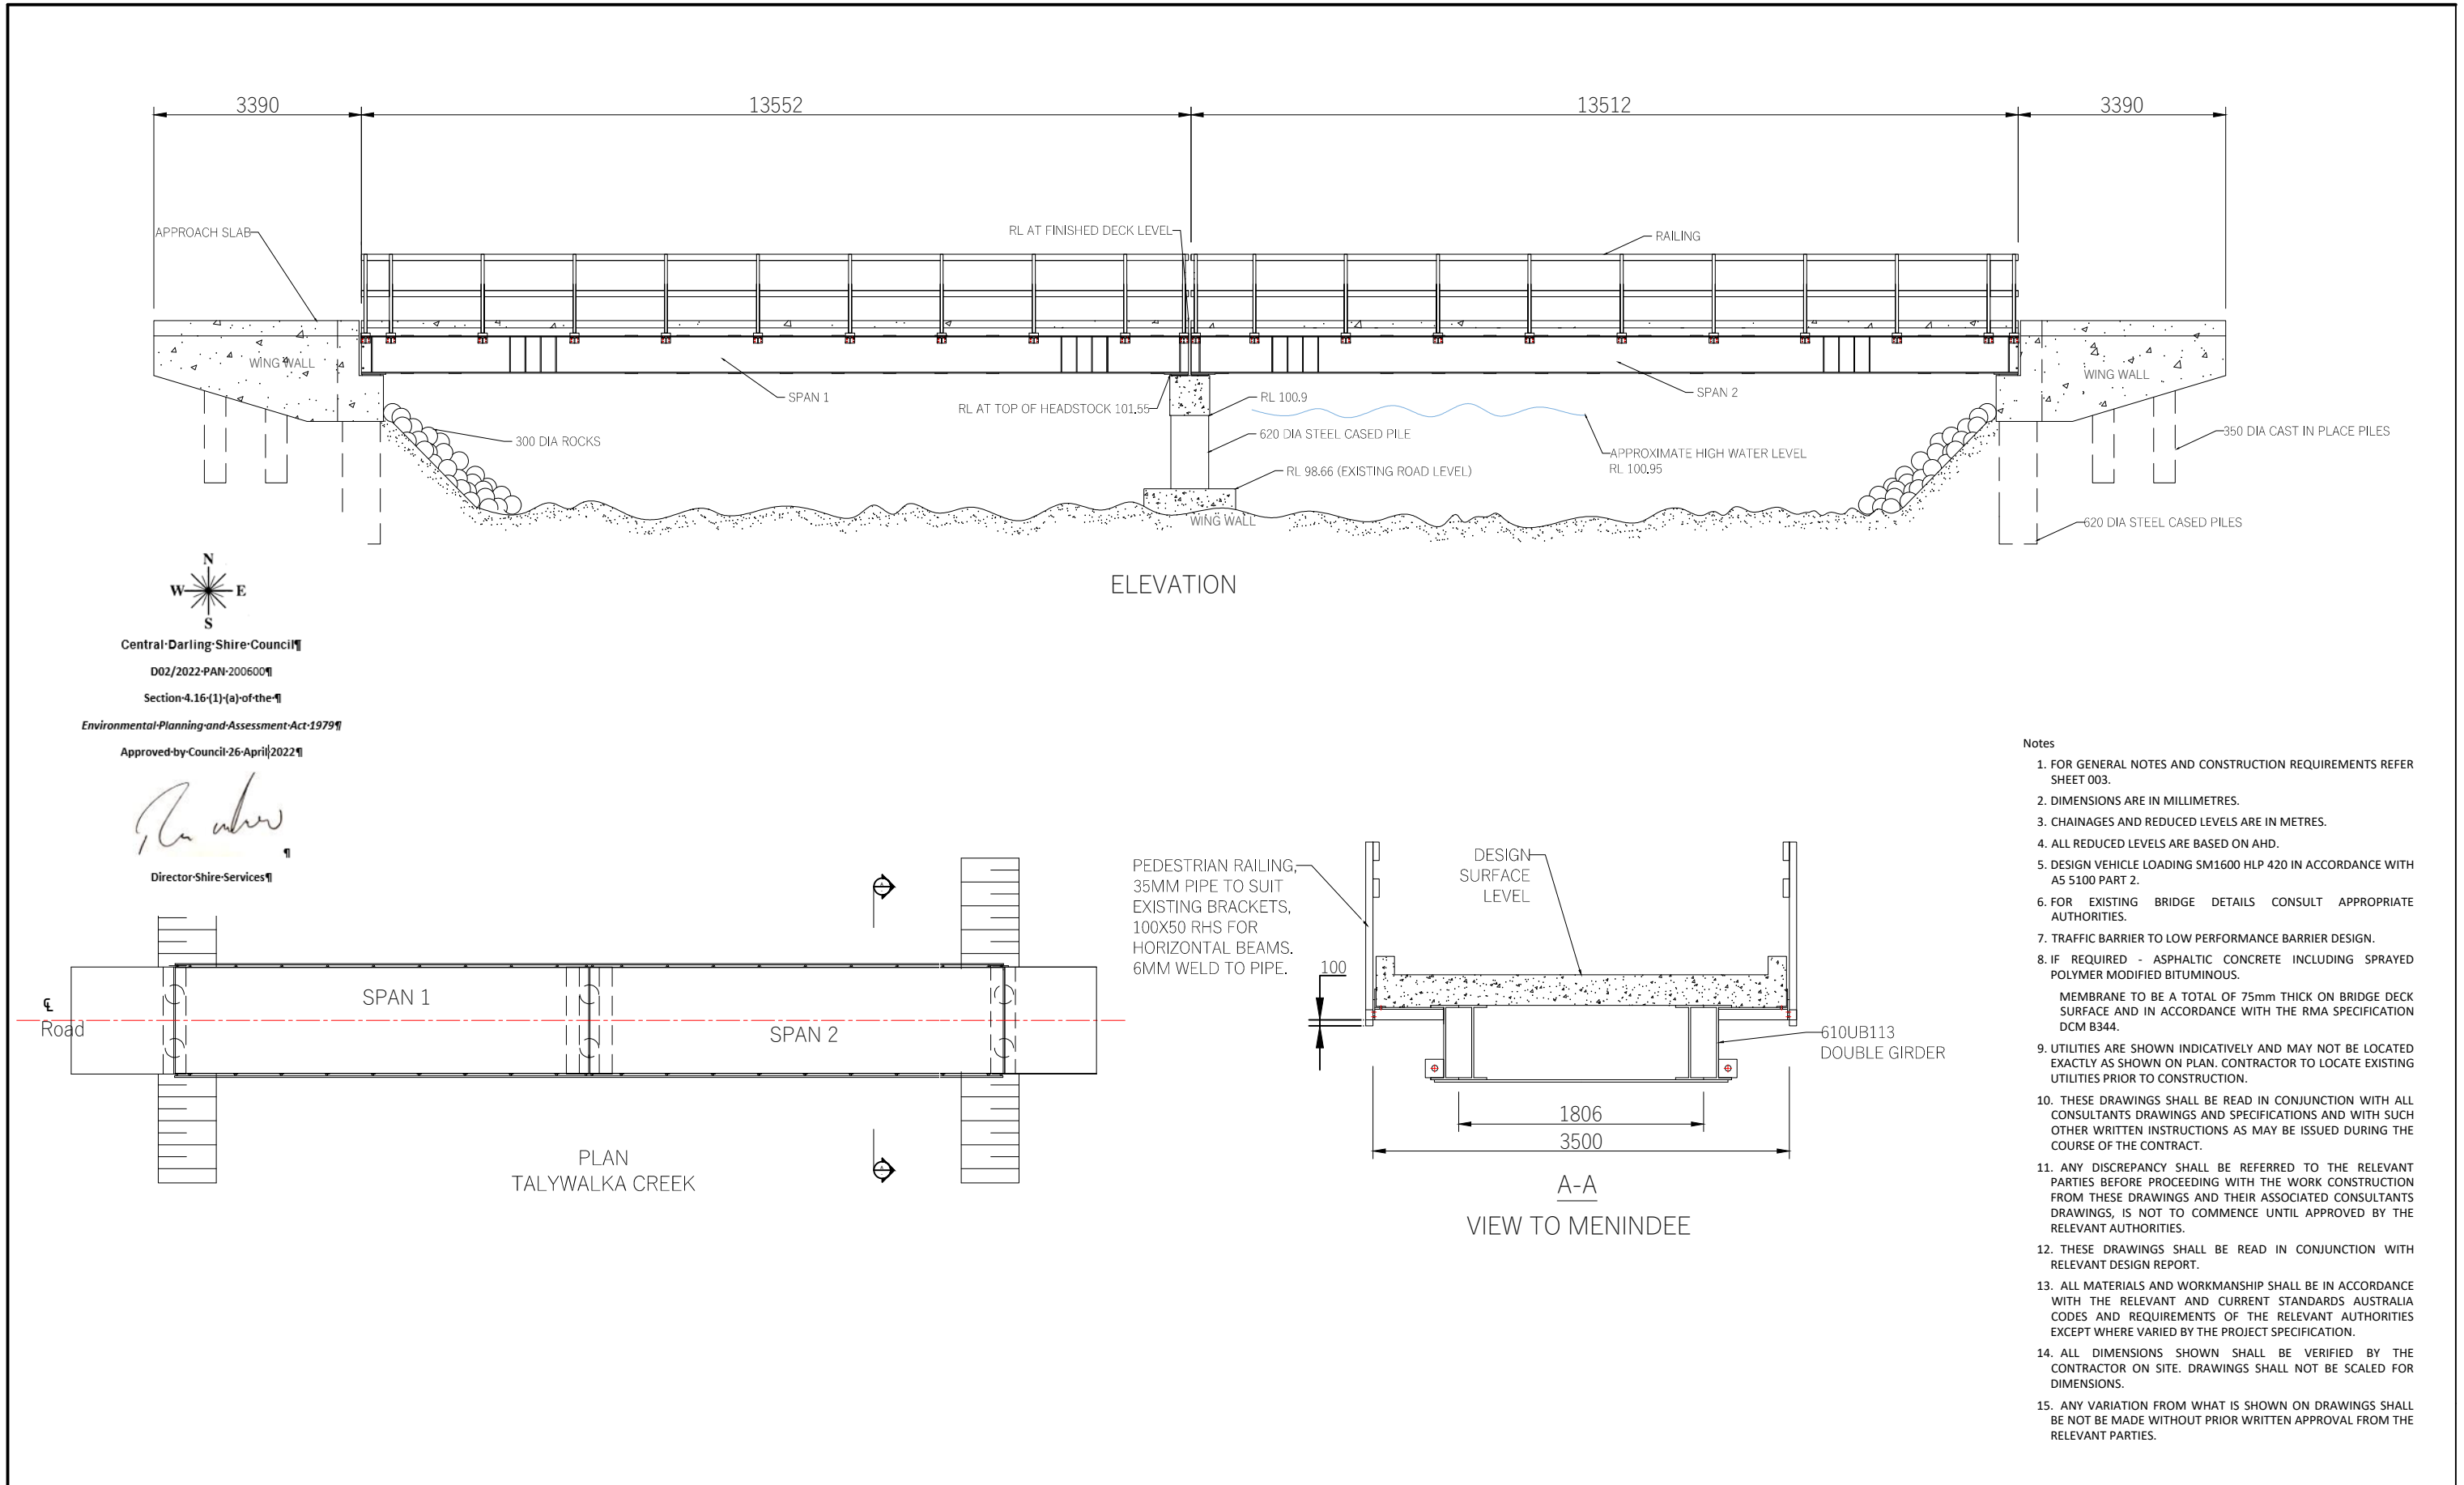 3390
13552
13512
3390
APPROACH SLAB
RL AT FINISHED DECK LEVEL
RAILING
WING WALL
WING WALL
SPAN 1
RL AT TOP OF HEADSTOCK 101.55
RL 100.9
SPAN 2
300 DIA ROCKS
620 DIA STEEL CASED PILE
APPROXIMATE HIGH WATER LEVEL
RL 100.95
350 DIA CAST IN PLACE PILES
RL 98.66 (EXISTING ROAD LEVEL)
WING WALL
620 DIA STEEL CASED PILES
ELEVATION
N
W E
S
Central·Darling·Shire·Council¶
D02/2022·PAN·200600¶
Section·4.16·(1)·(a)·of·the·¶
Environmental·Planning·and·Assessment·Act·1979¶
Approved·by·Council·26·April·2022¶
¶
Director·Shire·Services¶
℄
Road
SPAN 1
SPAN 2
PLAN
TALYWALKA CREEK
PEDESTRIAN RAILING,
35MM PIPE TO SUIT
EXISTING BRACKETS,
100X50 RHS FOR
HORIZONTAL BEAMS.
6MM WELD TO PIPE.
100
DESIGN
SURFACE
LEVEL
610UB113
DOUBLE GIRDER
1806
3500
A-A
VIEW TO MENINDEE
Notes
1. FOR GENERAL NOTES AND CONSTRUCTION REQUIREMENTS REFER
SHEET 003.
2. DIMENSIONS ARE IN MILLIMETRES.
3. CHAINAGES AND REDUCED LEVELS ARE IN METRES.
4. ALL REDUCED LEVELS ARE BASED ON AHD.
5. DESIGN VEHICLE LOADING SM1600 HLP 420 IN ACCORDANCE WITH
A5 5100 PART 2.
6. FOR EXISTING BRIDGE DETAILS CONSULT APPROPRIATE
AUTHORITIES.
7. TRAFFIC BARRIER TO LOW PERFORMANCE BARRIER DESIGN.
8. IF REQUIRED - ASPHALTIC CONCRETE INCLUDING SPRAYED
POLYMER MODIFIED BITUMINOUS.
MEMBRANE TO BE A TOTAL OF 75mm THICK ON BRIDGE DECK
SURFACE AND IN ACCORDANCE WITH THE RMA SPECIFICATION
DCM B344.
9. UTILITIES ARE SHOWN INDICATIVELY AND MAY NOT BE LOCATED
EXACTLY AS SHOWN ON PLAN. CONTRACTOR TO LOCATE EXISTING
UTILITIES PRIOR TO CONSTRUCTION.
10. THESE DRAWINGS SHALL BE READ IN CONJUNCTION WITH ALL
CONSULTANTS DRAWINGS AND SPECIFICATIONS AND WITH SUCH
OTHER WRITTEN INSTRUCTIONS AS MAY BE ISSUED DURING THE
COURSE OF THE CONTRACT.
11. ANY DISCREPANCY SHALL BE REFERRED TO THE RELEVANT
PARTIES BEFORE PROCEEDING WITH THE WORK CONSTRUCTION
FROM THESE DRAWINGS AND THEIR ASSOCIATED CONSULTANTS
DRAWINGS, IS NOT TO COMMENCE UNTIL APPROVED BY THE
RELEVANT AUTHORITIES.
12. THESE DRAWINGS SHALL BE READ IN CONJUNCTION WITH
RELEVANT DESIGN REPORT.
13. ALL MATERIALS AND WORKMANSHIP SHALL BE IN ACCORDANCE
WITH THE RELEVANT AND CURRENT STANDARDS AUSTRALIA
CODES AND REQUIREMENTS OF THE RELEVANT AUTHORITIES
EXCEPT WHERE VARIED BY THE PROJECT SPECIFICATION.
14. ALL DIMENSIONS SHOWN SHALL BE VERIFIED BY THE
CONTRACTOR ON SITE. DRAWINGS SHALL NOT BE SCALED FOR
DIMENSIONS.
15. ANY VARIATION FROM WHAT IS SHOWN ON DRAWINGS SHALL
BE NOT BE MADE WITHOUT PRIOR WRITTEN APPROVAL FROM THE
RELEVANT PARTIES.